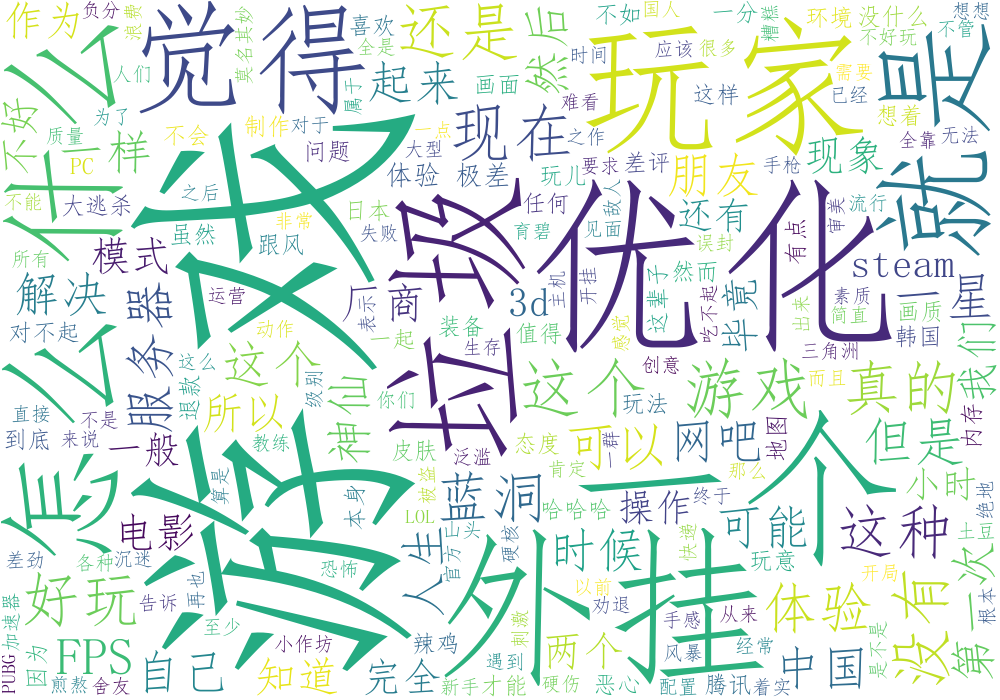 作为
负分
浪费
觉得
莫名其妙
喜欢
全是
还是
然后
不如
国人
一分
糟糕
环境
没什么
不好玩
想想
不管
人们
属于
起来
画面
时间
应该
很多
玩家
需要
已经
想着
就是
什么
不好
质量
为了
一样
不会
制作
对于
问题
一点
大型
现在
难看
之作
这样
全靠
无法
PC
不能
大逃杀
之后
游戏
体验
极差
玩儿
要求
差评
手枪
现象
所有
虽然
非常
跟风
日本
失败
任何
育碧
见面
敌人
朋友
还有
误封
有点
审美
流行
模式
解决
对不起
服务器
运营
动作
表示
厂商
垃圾
3d
主机
开挂
优化
这辈子
然而
吃不起
毕竟
steam
素质
简直
出来
画质
星
一
怎么
这个
这么
退款
级别
一起
装备
生存
值得
感觉
创意
三角洲
韩国
我们
直接
到底
不是
来说
所以
神仙
你们
这个
玩法
游戏
而且
真的
一般
教练
皮肤
泛滥
态度
一群
可以
网吧
地图
但是
内存
电影
算是
本身
被盗
LOL
蓝洞
肯定
哈哈哈
操作
终于
那么
可能
这种
小时
绝地
土豆
差劲
各种
沉迷
恐怖
人生
官方
亡头
硬核
外挂
时候
快递
玩意
开局
一次
根本
好玩
告诉
再也
至少
一个
以前
劝退
手感
从来
体验
没有
PUBG
加速器
因为
FPS
自己
小作坊
辣鸡
刺激
遇到
两个
风暴
经常
中国
是不是
第
煎熬
舍友
知道
完全
新手
才能
硬伤
恶心
配置
腾讯
着实